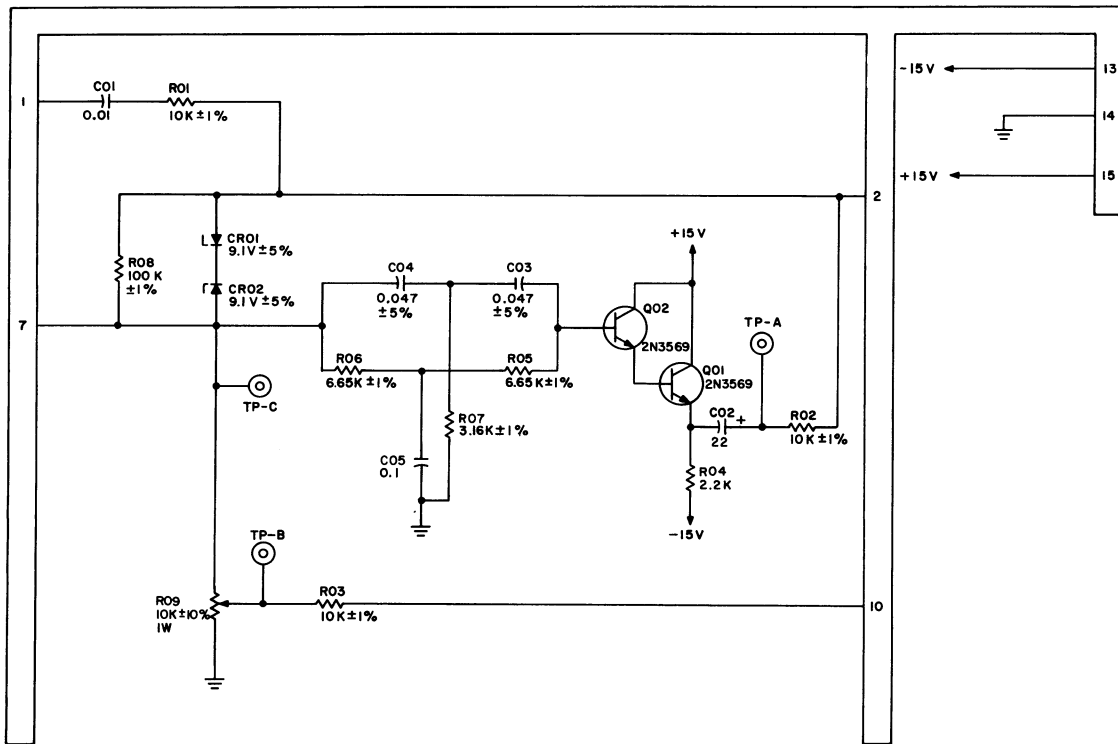 -15V
13
14
+15V
15
1
C01
0.01
R01
10K±1%
2
R08
100K
±1%
CR01
9.1V±5%
CR02
9.1V±5%
7
C04
0.047
±5%
C03
0.047
±5%
+15V
Q02
2N3569
Q01
2N3569
TP-A
R06
6.65K±1%
R05
6.65K±1%
TP-C
R07
3.16K±1%
C05
0.1
C02
+
22
R02
10K±1%
R04
2.2K
-15V
TP-B
R09
10K±10%
1W
R03
10K±1%
10